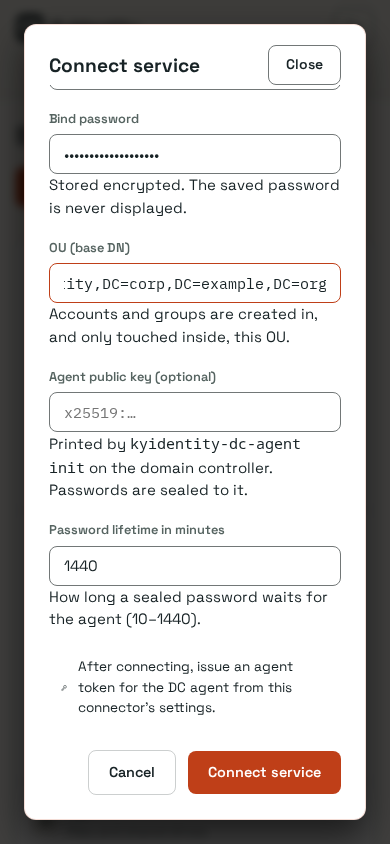 Connect service
Close
Bind password
•••••••••••••••••••
Stored encrypted. The saved password
is never displayed.
OU (base DN)
ity,DC=corp,DC=example,DC=org
Accounts and groups are created in,
and only touched inside, this OU.
Agent public key (optional)
x25519:…
Printed by kyidentity-dc-agent
init on the domain controller.
Passwords are sealed to it.
Password lifetime in minutes
1440
How long a sealed password waits for
the agent (10–1440).
After connecting, issue an agent
token for the DC agent from this
connector's settings.
Cancel
Connect service